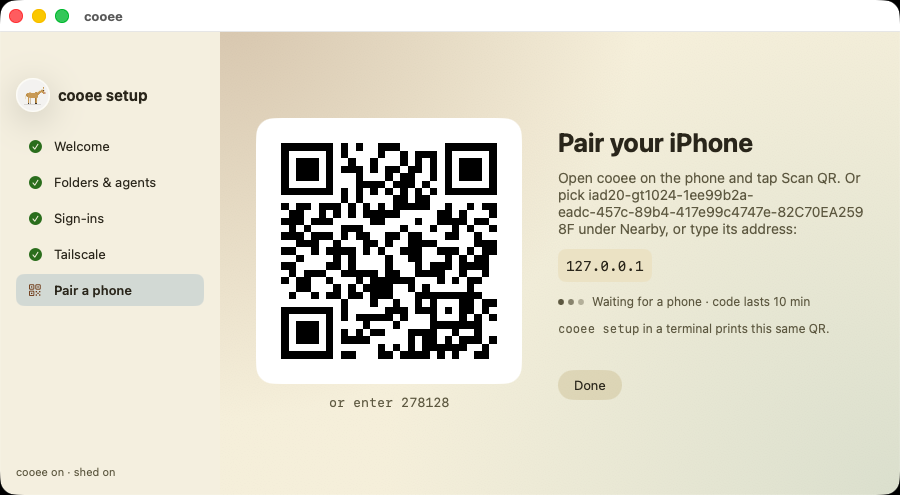 cooee
cooee setup
Welcome
Folders & agents
Sign-ins
Tailscale
Pair a phone
cooee on · shed on
or enter 278128
Pair your iPhone
Open cooee on the phone and tap Scan QR. Or
pick iad20-gt1024-1ee99b2a-
eadc-457c-89b4-417e99c4747e-82C70EA259
8F under Nearby, or type its address:
127.0.0.1
Waiting for a phone · code lasts 10 min
cooee setup in a terminal prints this same QR.
Done